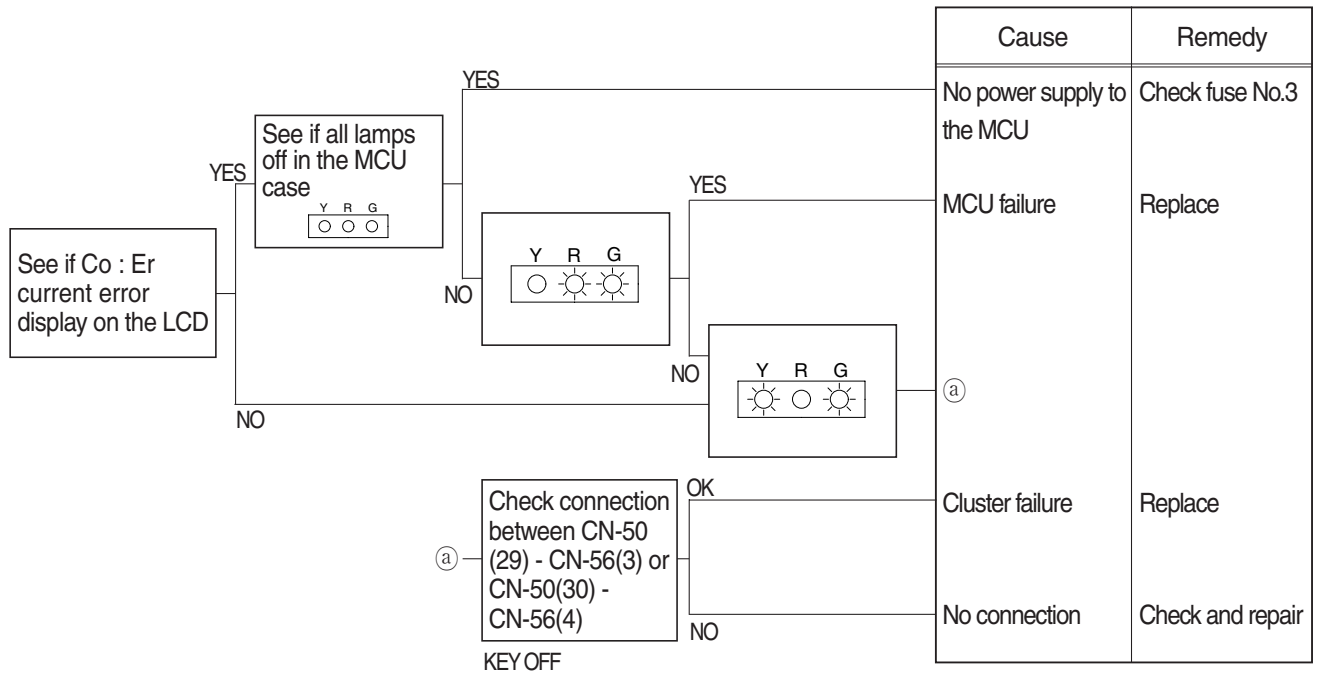 Cause
Remedy
YES
No power supply to
the MCU
Check fuse No.3
See if all lamps
off in the MCU
case
Y R G
YES
YES
MCU failure
Replace
See if Co : Er
current error
display on the LCD
Y R G
NO
NO
Y R G
ⓐ
NO
Check connection
between CN-50
(29) - CN-56(3) or
CN-50(30) -
CN-56(4)
ⓐ
OK
Cluster failure
Replace
NO
No connection
Check and repair
KEY OFF